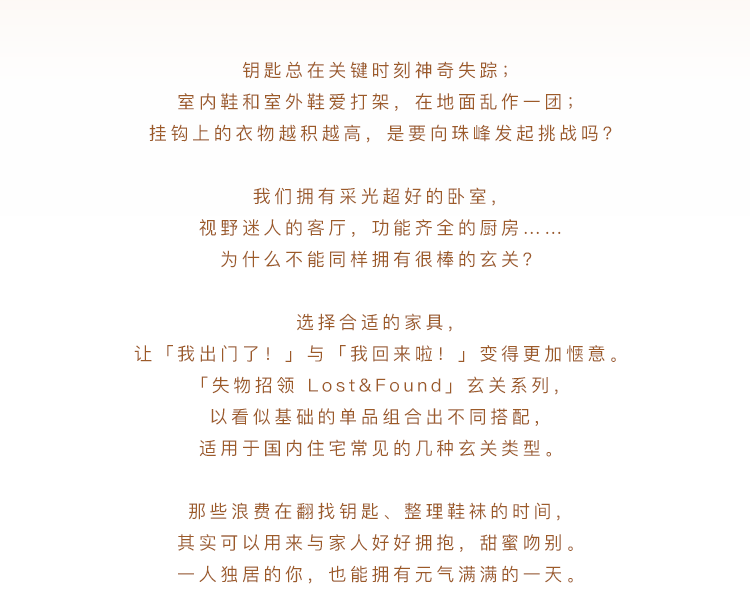 钥匙总在关键时刻神奇失踪；
室内鞋和室外鞋爱打架，在地面乱作一团；
挂钩上的衣物越积越高，是要向珠峰发起挑战吗？
我们拥有采光超好的卧室，
视野迷人的客厅，功能齐全的厨房……
为什么不能同样拥有很棒的玄关？
选择合适的家具，
让「我出门了！」与「我回来啦！」变得更加惬意。
「失物招领 Lost&Found」玄关系列，
以看似基础的单品组合出不同搭配，
适用于国内住宅常见的几种玄关类型。
那些浪费在翻找钥匙、整理鞋袜的时间，
其实可以用来与家人好好拥抱，甜蜜吻别。
一人独居的你，也能拥有元气满满的一天。